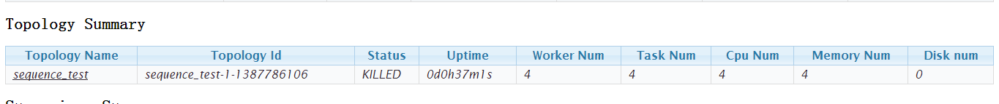 Topology Summary
Topology Name Topology Id Status Uptime Worker Num Task Num Cpu Num Memory Num Disk num
sequence_test sequence_test-1-1387786106 KILLED 0d0h37m1s 4 4 4 4 0